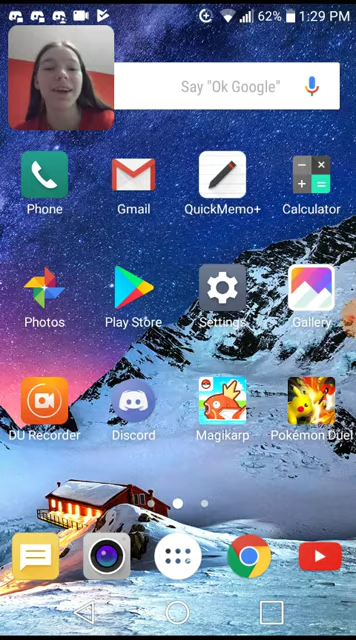 62% 1:29 PM
Say "Ok Google"
Phone Gmail QuickMemo+ Calculator
Photos Play Store Settings Gallery
DU Recorder Discord Magikarp Pokémon Duel